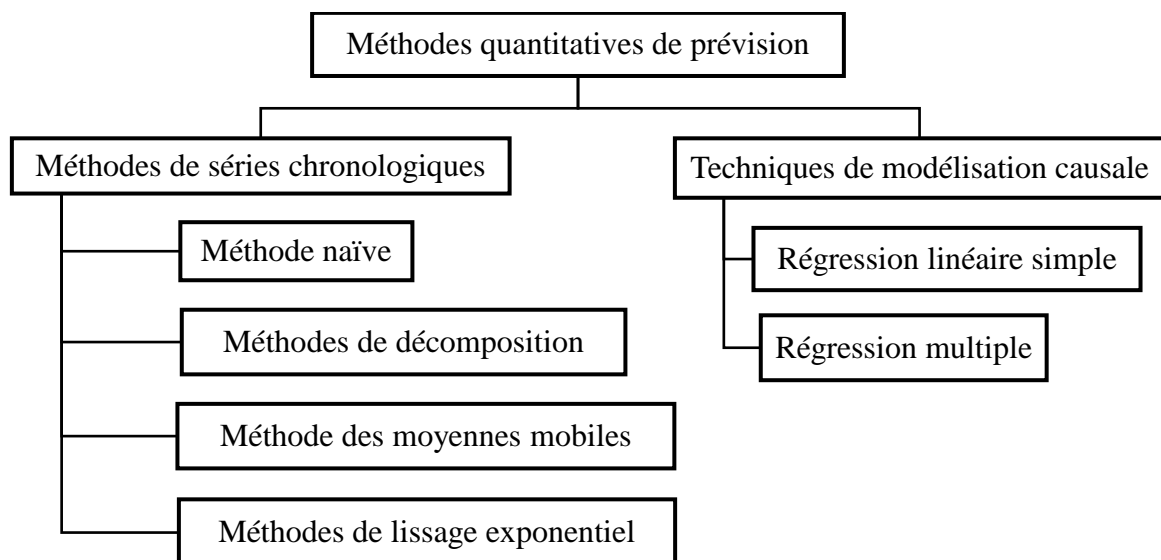 Méthodes quantitatives de prévision
Méthodes de séries chronologiques
Méthode naïve
Méthodes de décomposition
Méthode des moyennes mobiles
Méthodes de lissage exponentiel
Techniques de modélisation causale
Régression linéaire simple
Régression multiple